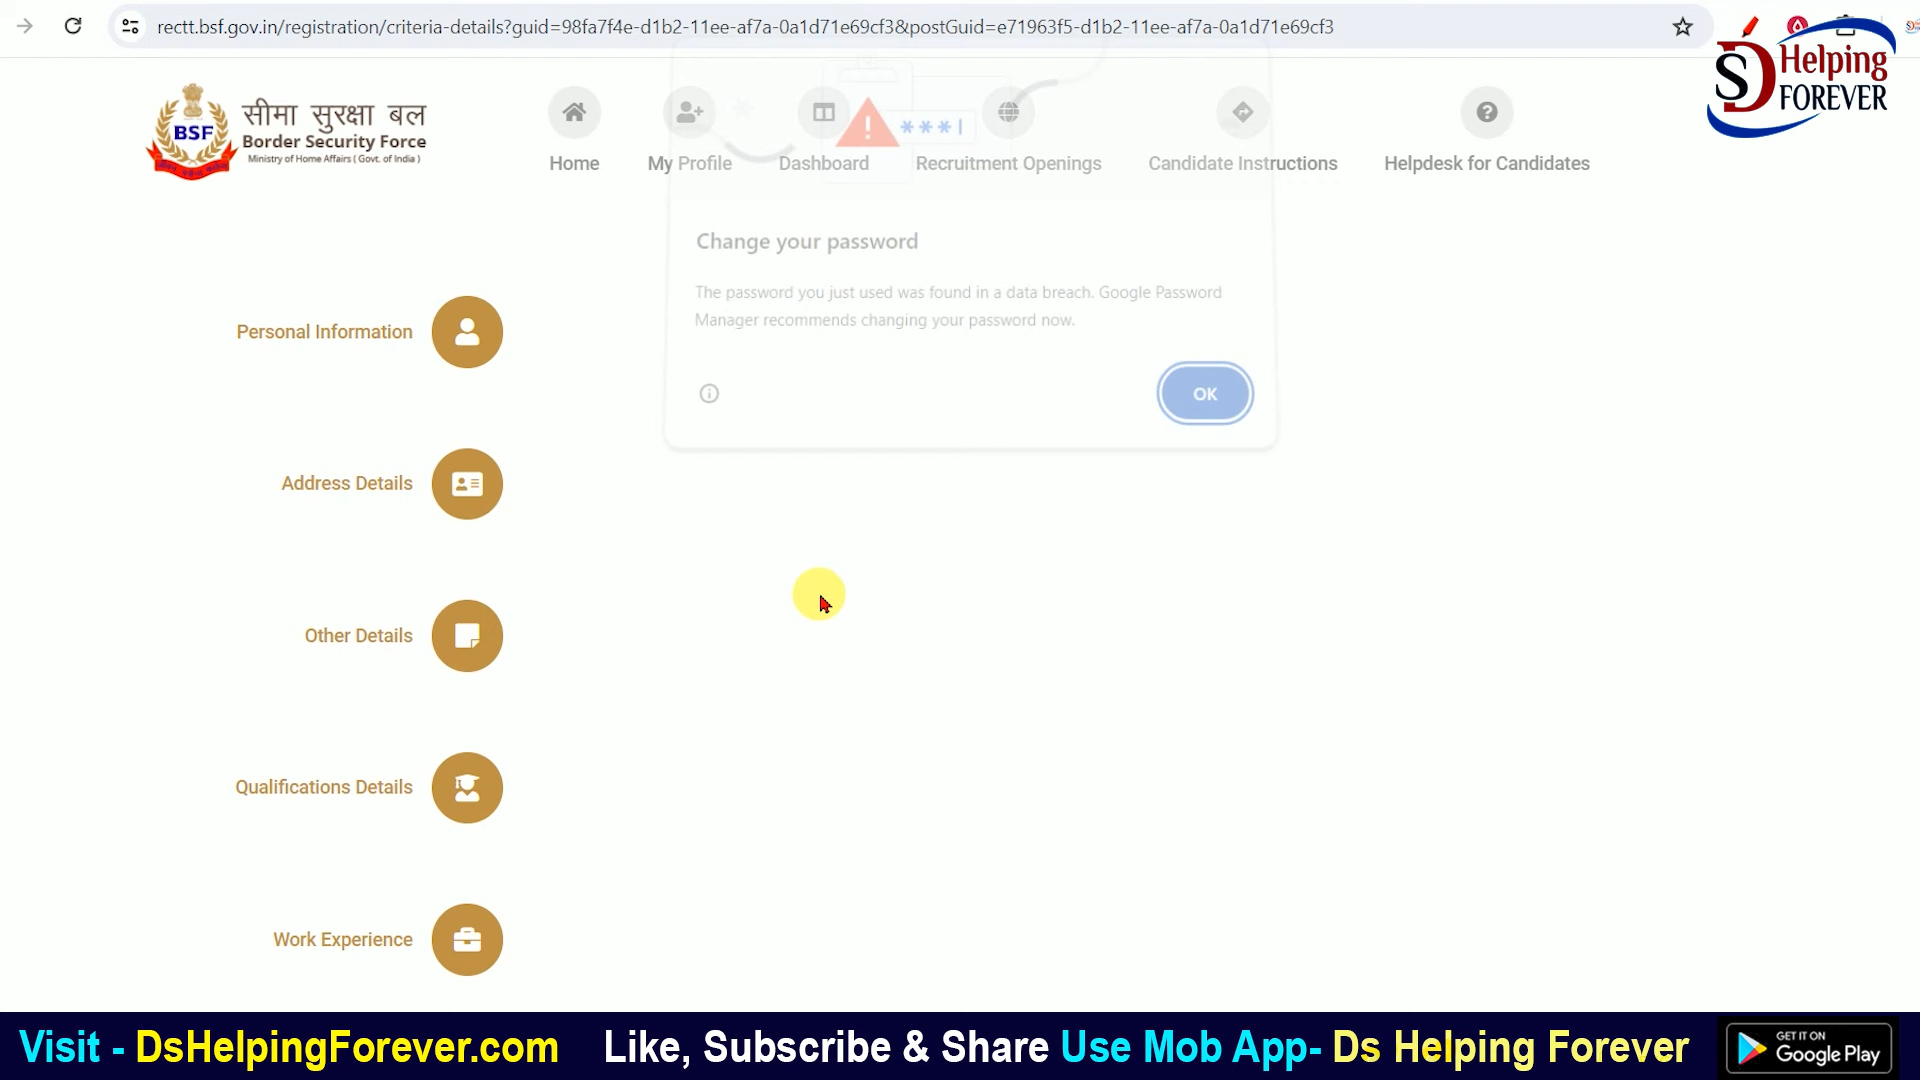 rectt.bsf.gov.in/registration/criteria-details?guid=98fa7f4e-d1b2-11ee-af7a-0a1d71e69cf3&postGuid=e71963f5-d1b2-11ee-af7a-0a1d71e69cf3
SD Helping
FOREVER
BSF
सीमा सुरक्षा बल
Border Security Force
Ministry of Home Affairs ( Govt. of India )
***|
Home
My Profile
Dashboard
Recruitment Openings
Candidate Instructions
Helpdesk for Candidates
Change your password
The password you just used was found in a data breach. Google Password
Manager recommends changing your password now.
OK
Personal Information
Address Details
Other Details
Qualifications Details
Work Experience
Visit - DsHelpingForever.com Like, Subscribe & Share Use Mob App- Ds Helping Forever
GET IT ON
Google Play